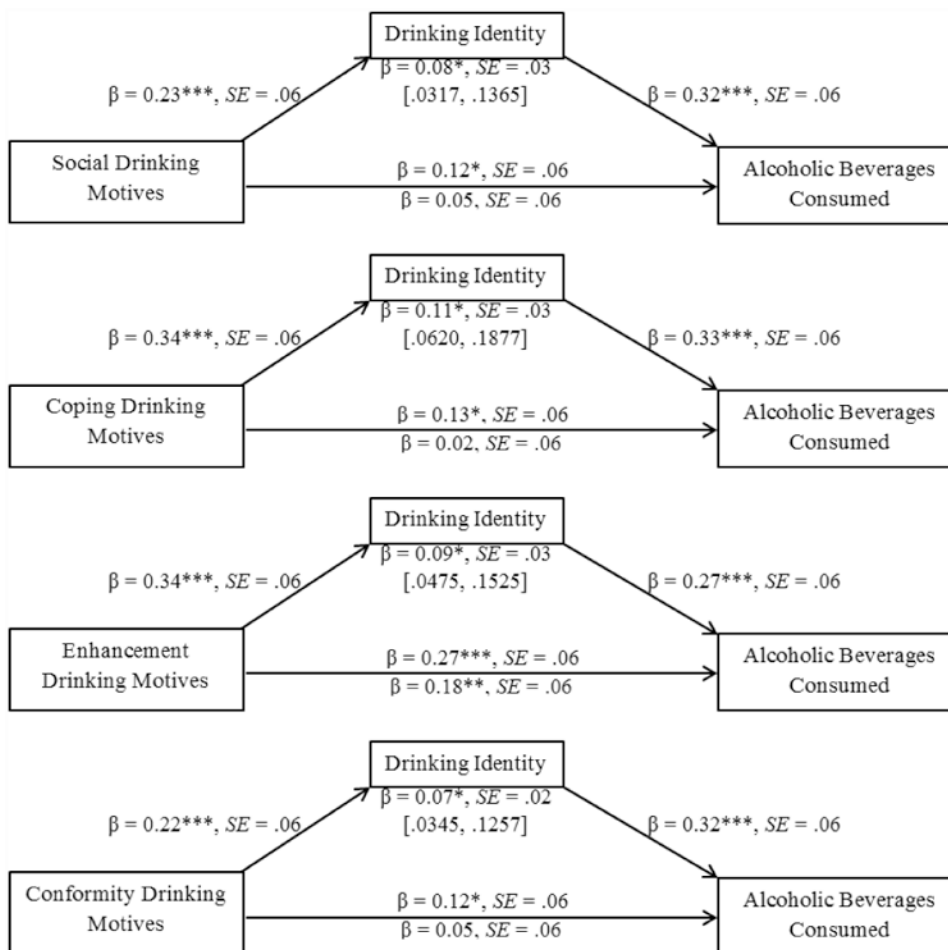 Drinking Identity
β = 0.08*, SE = .03
[.0317, .1365]
β = 0.23***, SE = .06
β = 0.32***, SE = .06
Social Drinking
Motives
β = 0.12*, SE = .06
β = 0.05, SE = .06
Alcoholic Beverages
Consumed
Drinking Identity
β = 0.11*, SE = .03
[.0620, .1877]
β = 0.34***, SE = .06
β = 0.33***, SE = .06
Coping Drinking
Motives
β = 0.13*, SE = .06
β = 0.02, SE = .06
Alcoholic Beverages
Consumed
Drinking Identity
β = 0.09*, SE = .03
[.0475, .1525]
β = 0.34***, SE = .06
β = 0.27***, SE = .06
Enhancement
Drinking Motives
β = 0.27***, SE = .06
β = 0.18**, SE = .06
Alcoholic Beverages
Consumed
Drinking Identity
β = 0.07*, SE = .02
[.0345, .1257]
β = 0.22***, SE = .06
β = 0.32***, SE = .06
Conformity Drinking
Motives
β = 0.12*, SE = .06
β = 0.05, SE = .06
Alcoholic Beverages
Consumed